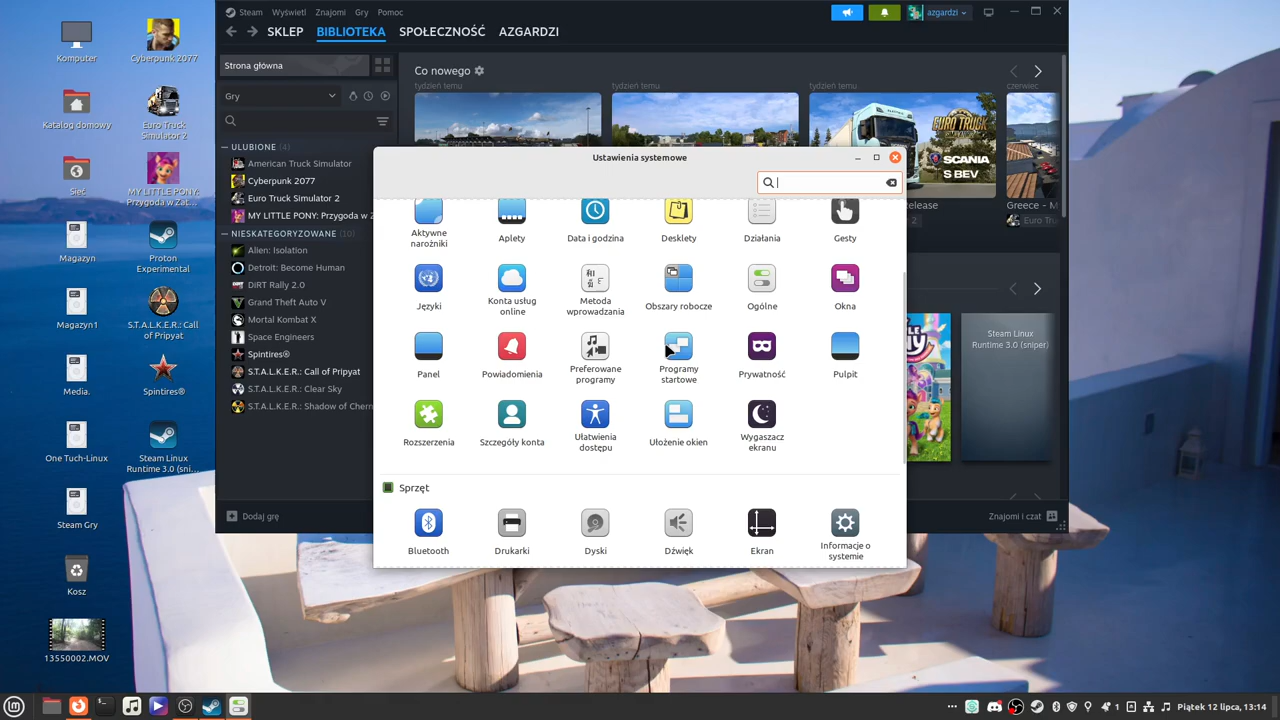 Komputer
Cyberpunk 2077
Katalog domowy
Euro Truck
Simulator 2
Sieć
MY LITTLE PONY:
Przygoda w Zat...
Magazyn
Proton
Experimental
Magazyn1
S.T.A.L.K.E.R.: Call
of Pripyat
Media.
Spintires®
One Tuch-Linux
Steam Linux
Runtime 3.0 (sni...
Steam Gry
Kosz
13550002.MOV
Steam Wyświetl Znajomi Gry Pomoc
azgardzi
SKLEP BIBLIOTEKA SPOŁECZNOŚĆ AZGARDZI
Strona główna
Gry
ULUBIONE (4)
American Truck Simulator
Cyberpunk 2077
Euro Truck Simulator 2
MY LITTLE PONY: Przygoda w Z
NIESKATEGORYZOWANE (10)
Alien: Isolation
Detroit: Become Human
DiRT Rally 2.0
Grand Theft Auto V
Mortal Kombat X
Space Engineers
Spintires®
S.T.A.L.K.E.R.: Call of Pripyat
S.T.A.L.K.E.R.: Clear Sky
S.T.A.L.K.E.R.: Shadow of Chern
Dodaj grę
Co nowego
tydzień temu
tydzień temu
tydzień temu
czerwiec
EURO TRUCK
SCANIA
S BEV
Release
Greece - M
Euro Tru
Steam Linux
Runtime 3.0 (sniper)
Znajomi i czat
Ustawienia systemowe
Aktywne
narożniki
Aplety
Data i godzina
Desklety
Działania
Gesty
Języki
Konta usług
online
Metoda
wprowadzania
Obszary robocze
Ogólne
Okna
Panel
Powiadomienia
Preferowane
programy
Programy
startowe
Prywatność
Pulpit
Rozszerzenia
Szczegóły konta
Ułatwienia
dostępu
Ułożenie okien
Wygaszacz
ekranu
Sprzęt
Bluetooth
Drukarki
Dyski
Dźwięk
Ekran
Informacje o
systemie
1
Piątek 12 lipca, 13:14